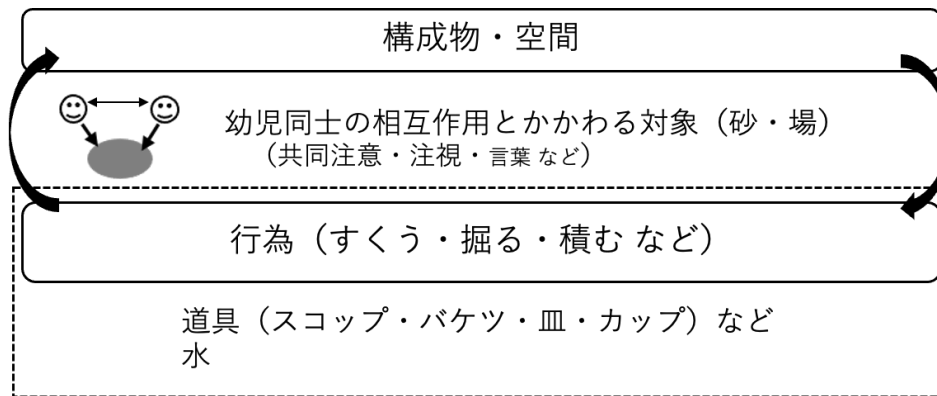 構成物・空間
幼児同士の相互作用とかかわる対象（砂・場）
（共同注意・注視・言葉 など）
行為（すくう・掘る・積む など）
道具（スコップ・バケツ・皿・カップ）など
水